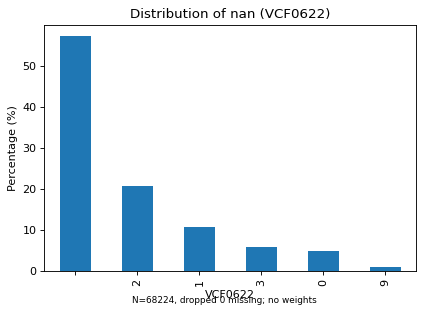 Distribution of nan (VCF0622)
Percentage (%)
50
40
30
20
10
0
2
1
3
0
9
VCF0622
N=68224, dropped 0 missing; no weights